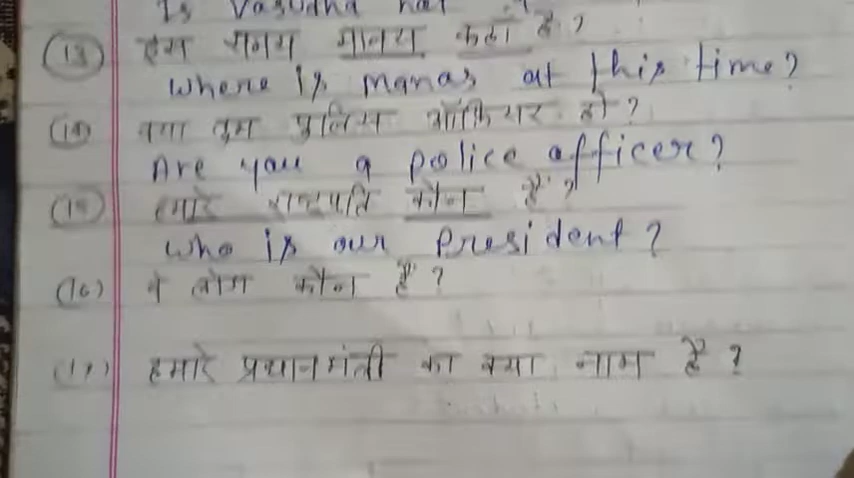 Is Vasudha not
(13) इस समय मानस कहाँ है?
Where is manas at this time?
(14) क्या तुम पुलिस ऑफिसर हो?
Are you a police officer?
(15) हमारे राष्ट्रपति कौन हैं?
Who is our President?
(16) वे लोग कौन हैं?
(17) हमारे प्रधानमंत्री का क्या नाम है?